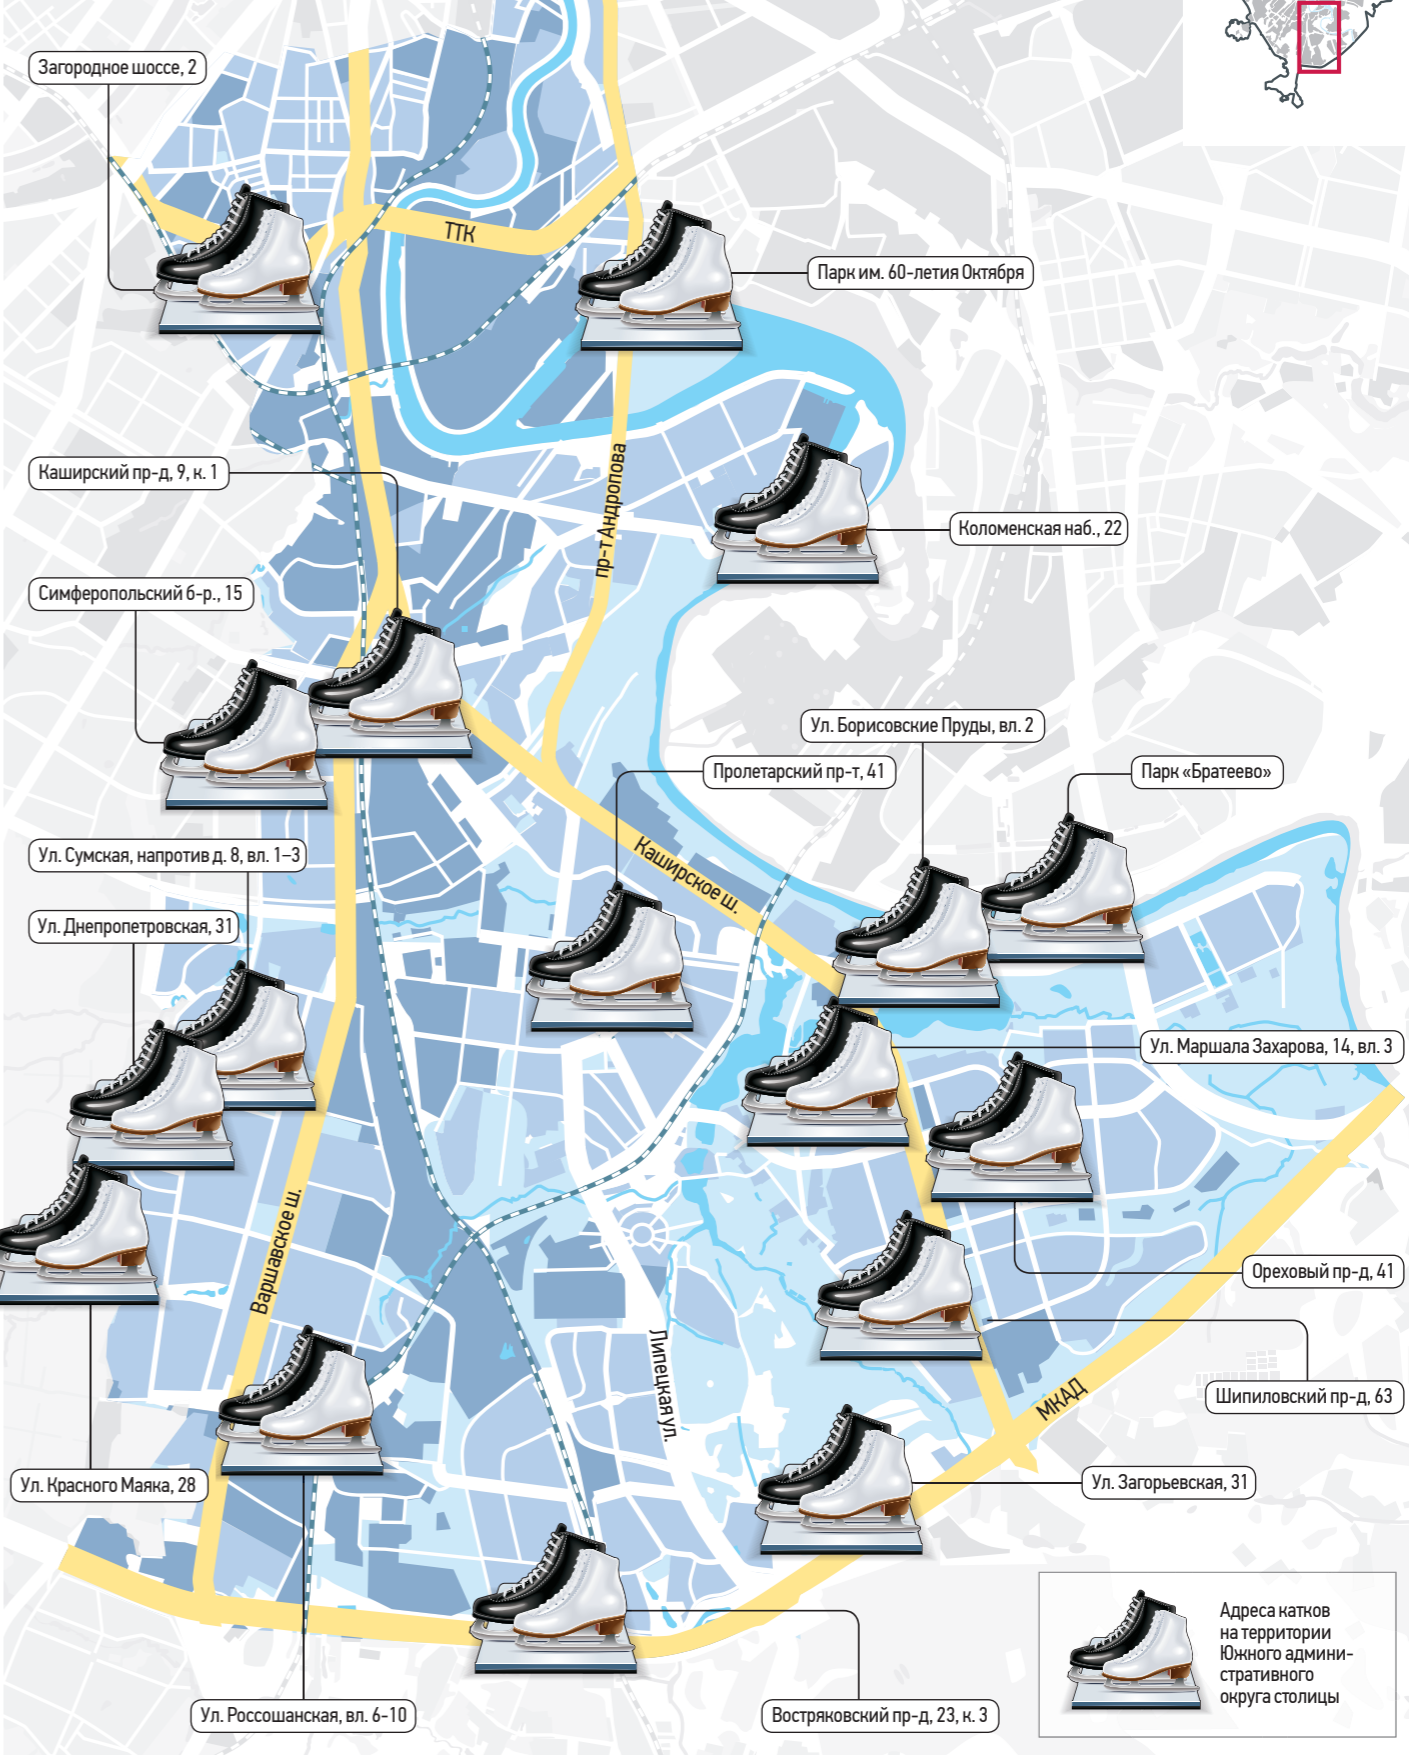 Загородное шоссе, 2
ТТК
Парк им. 60-летия Октября
Каширский пр-д, 9, к. 1
пр-т Андропова
Коломенская наб., 22
Симферопольский б-р., 15
Ул. Борисовские Пруды, вл. 2
Пролетарский пр-т, 41
Парк «Братеево»
Ул. Сумская, напротив д. 8, вл. 1–3
Каширское ш.
Ул. Днепропетровская, 31
Ул. Маршала Захарова, 14, вл. 3
Варшавское ш.
Ореховый пр-д, 41
Липецкая ул.
Шипиловский пр-д, 63
МКАД
Ул. Красного Маяка, 28
Ул. Загорьевская, 31
Адреса катков
на территории
Южного админи-
стративного
округа столицы
Ул. Россошанская, вл. 6-10
Востряковский пр-д, 23, к. 3